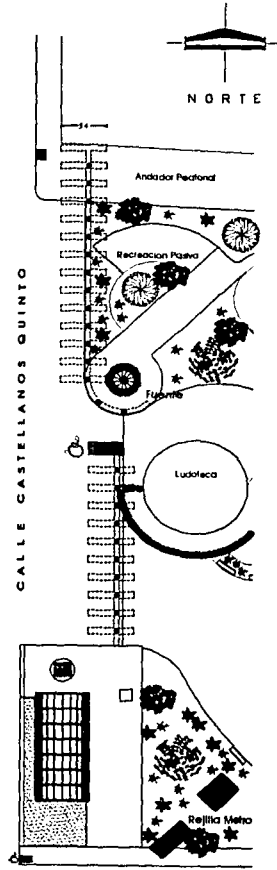 NORTE
Andador Peatonal
Recreacion Pasiva
Fuente
CALLE CASTELLANOS QUINTO
Ludoteca
Rejilla Metro